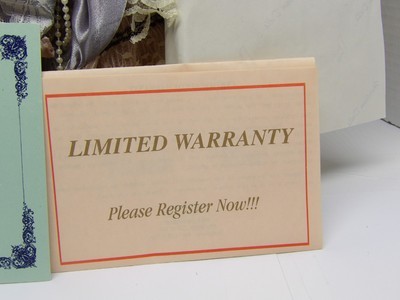 LIMITED WARRANTY
Please Register Now!!!